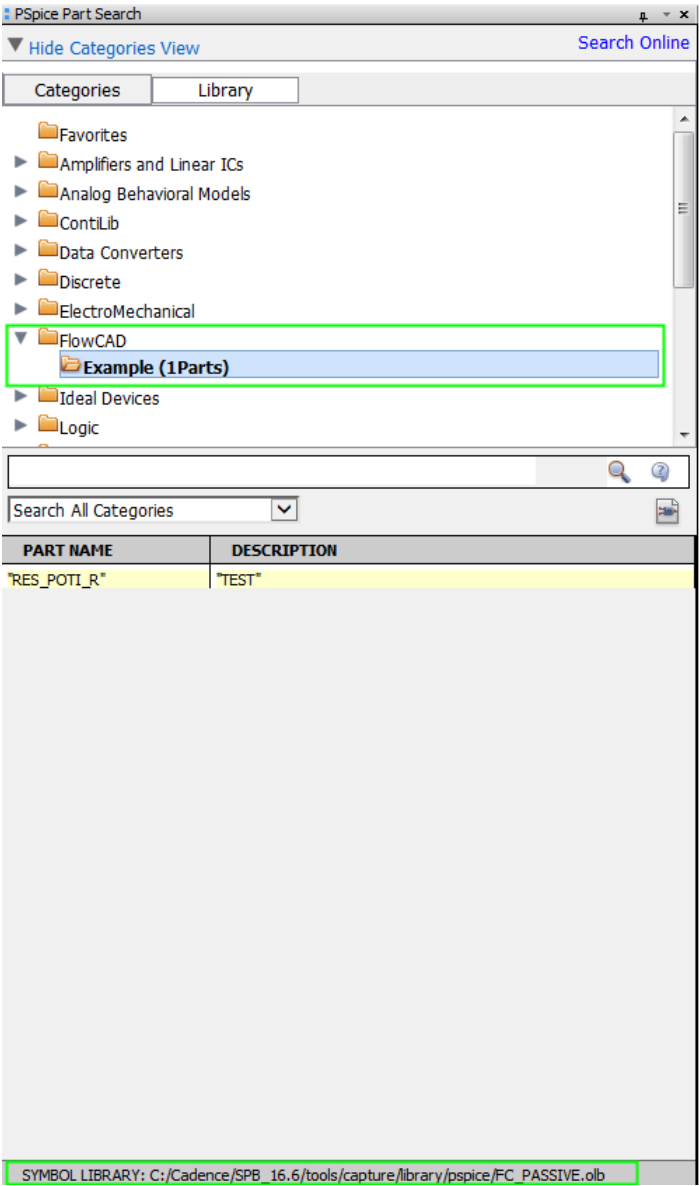 PSpice Part Search
Hide Categories View
Search Online
Categories
Library
Favorites
Amplifiers and Linear ICs
Analog Behavioral Models
ContiLib
Data Converters
Discrete
ElectroMechanical
FlowCAD
Example (1Parts)
Ideal Devices
Logic
Search All Categories
PART NAME DESCRIPTION
"RES_POTI_R" "TEST"
SYMBOL LIBRARY: C:/Cadence/SPB_16.6/tools/capture/library/pspice/FC_PASSIVE.olb